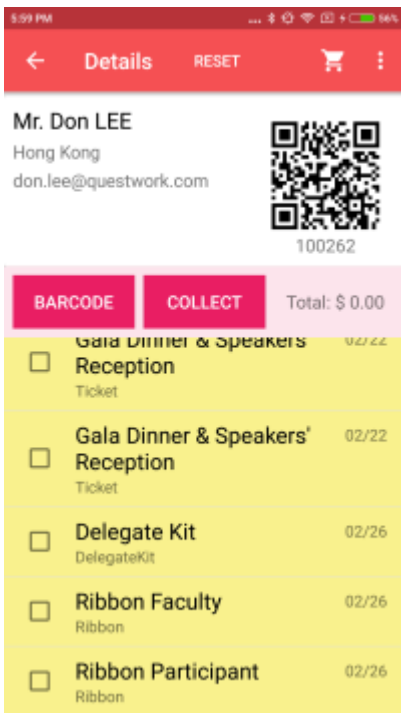 5:59 PM ... 56%
Details RESET
Mr. Don LEE
Hong Kong
don.lee@questwork.com
100262
BARCODE COLLECT Total: $ 0.00
Gala Dinner & Speakers 02/22
Reception
Ticket
Gala Dinner & Speakers' 02/22
Reception
Ticket
Delegate Kit 02/26
DelegateKit
Ribbon Faculty 02/26
Ribbon
Ribbon Participant 02/26
Ribbon